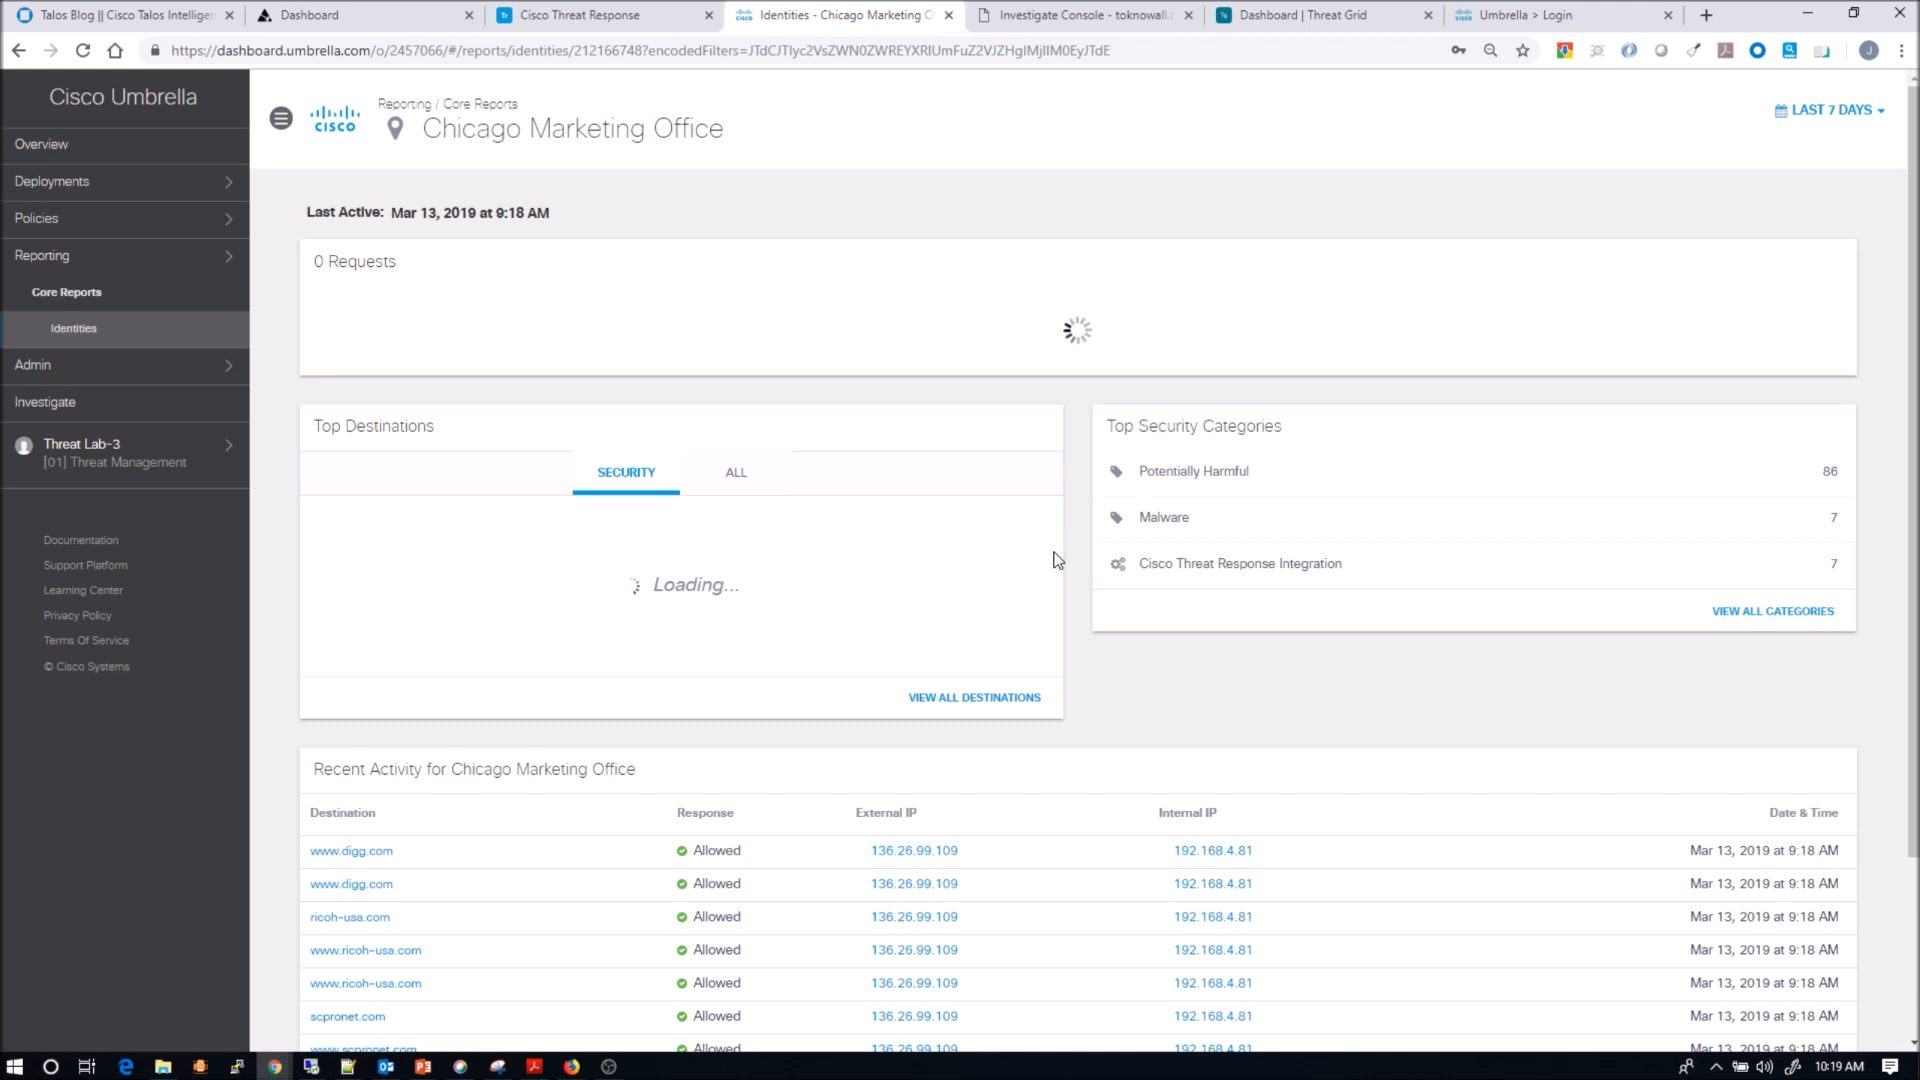 Talos Blog || Cisco Talos Intelliger
Dashboard
Cisco Threat Response
Identities - Chicago Marketing O
Investigate Console - toknowall.c
Dashboard | Threat Grid
Umbrella > Login
Cisco Umbrella
Overview
Deployments
Policies
Reporting
Core Reports
Identities
Admin
Investigate
Threat Lab-3
[01] Threat Management
Documentation
Support Platform
Learning Center
Privacy Policy
Terms Of Service
© Cisco Systems
CISCO
Reporting / Core Reports
Chicago Marketing Office
LAST 7 DAYS
Last Active: Mar 13, 2019 at 9:18 AM
0 Requests
Top Destinations
SECURITY ALL
Loading...
VIEW ALL DESTINATIONS
Top Security Categories
Potentially Harmful 86
Malware 7
Cisco Threat Response Integration 7
VIEW ALL CATEGORIES
Recent Activity for Chicago Marketing Office
Destination Response External IP Internal IP Date & Time
www.digg.com Allowed 136.26.99.109 192.168.4.81 Mar 13, 2019 at 9:18 AM
www.digg.com Allowed 136.26.99.109 192.168.4.81 Mar 13, 2019 at 9:18 AM
ricoh-usa.com Allowed 136.26.99.109 192.168.4.81 Mar 13, 2019 at 9:18 AM
www.ricoh-usa.com Allowed 136.26.99.109 192.168.4.81 Mar 13, 2019 at 9:18 AM
www.ricoh-usa.com Allowed 136.26.99.109 192.168.4.81 Mar 13, 2019 at 9:18 AM
scpronet.com Allowed 136.26.99.109 192.168.4.81 Mar 13, 2019 at 9:18 AM
www.scpronet.com Allowed 136.26.99.109 192.168.4.81 Mar 13, 2019 at 9:18 AM
10:19 AM